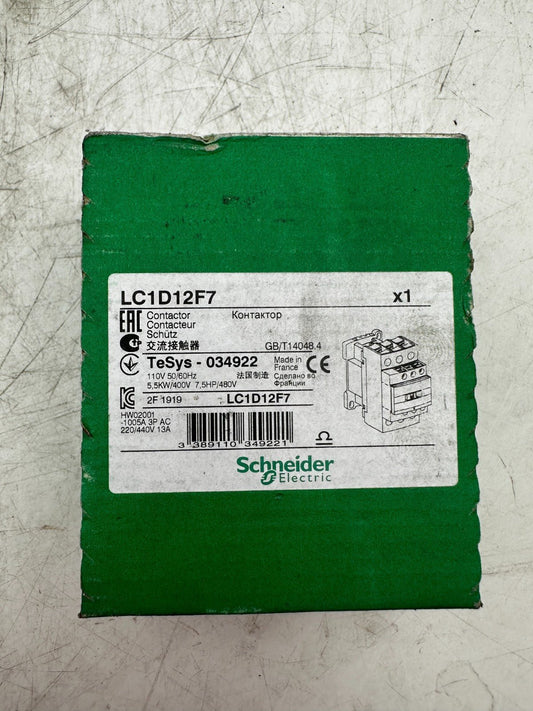 LC1D12F7 x1
EAC Contactor Контактор
Contacteur
Schütz
交流接触器 GB/T14048.4
TeSys - 034922 Made in France CE
110V 50/60Hz 法国制造 Сделано во Франции
5,5KW/400V 7,5HP/480V
2F 1919 LC1D12F7
HW02001
-1005A 3P AC
220/440V 13A
3 389110 349221
Schneider
Electric